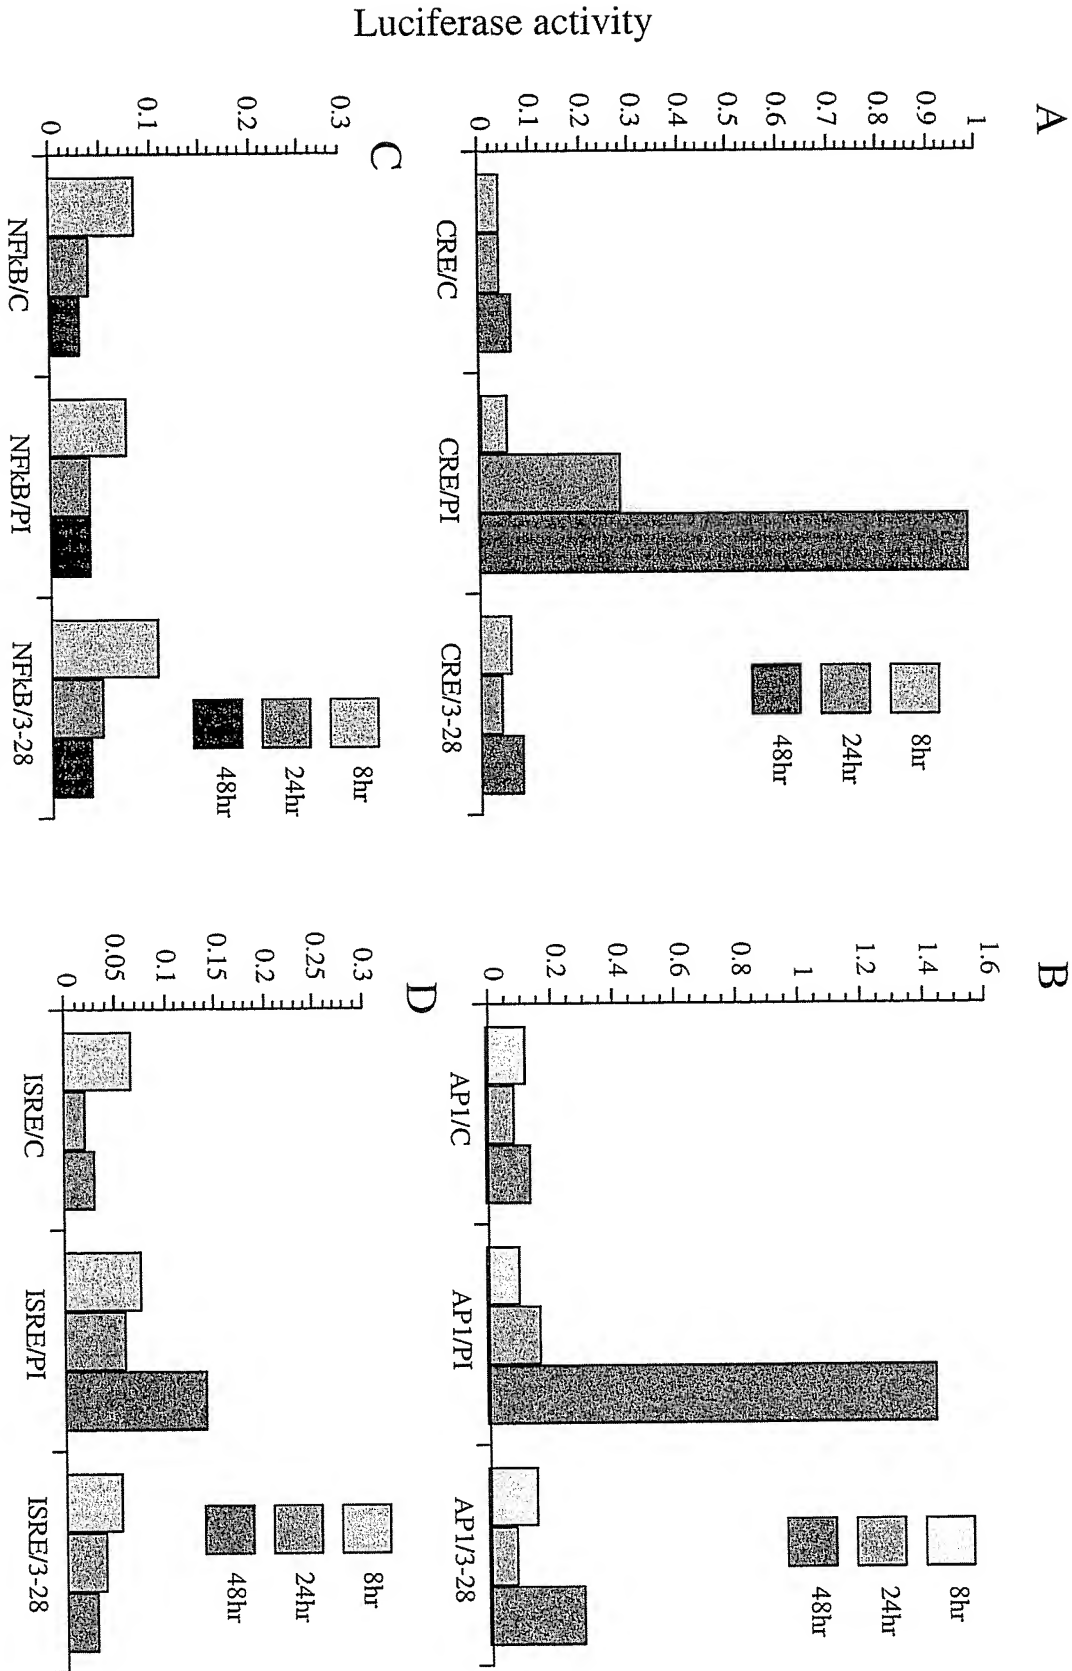 Luciferase activity
A
1
0.9
0.8
0.7
0.6
0.5
0.4
0.3
0.2
0.1
0
CRE/C
CRE/PI
CRE/3-28
8hr
24hr
48hr
B
1.6
1.4
1.2
1
0.8
0.6
0.4
0.2
0
AP1/C
AP1/PI
AP1/3-28
8hr
24hr
48hr
C
0.3
0.2
0.1
0
NFkB/C
NFkB/PI
NFkB/3-28
8hr
24hr
48hr
D
0.3
0.25
0.2
0.15
0.1
0.05
0
ISRE/C
ISRE/PI
ISRE/3-28
8hr
24hr
48hr